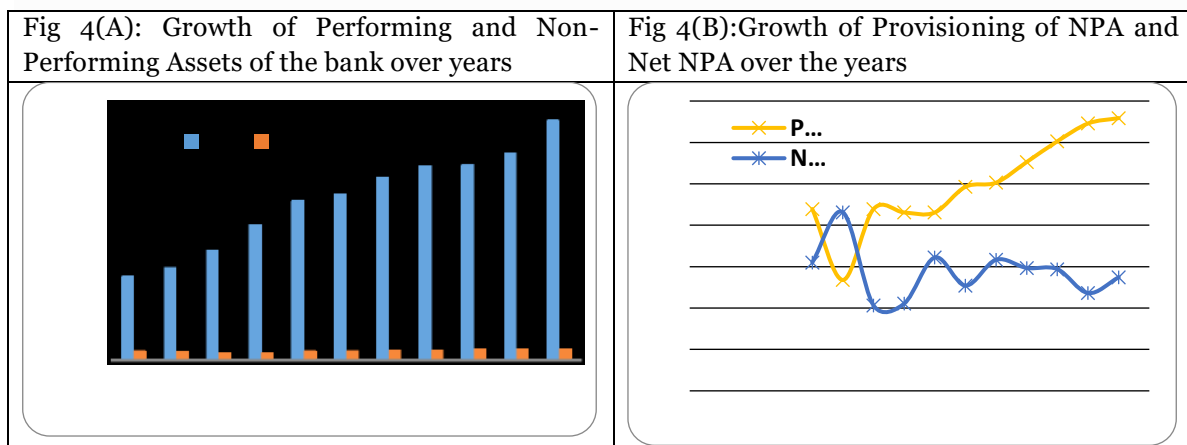 Fig 4(A): Growth of Performing and Non-
Performing Assets of the bank over years
Fig 4(B):Growth of Provisioning of NPA and
Net NPA over the years
P...
N...